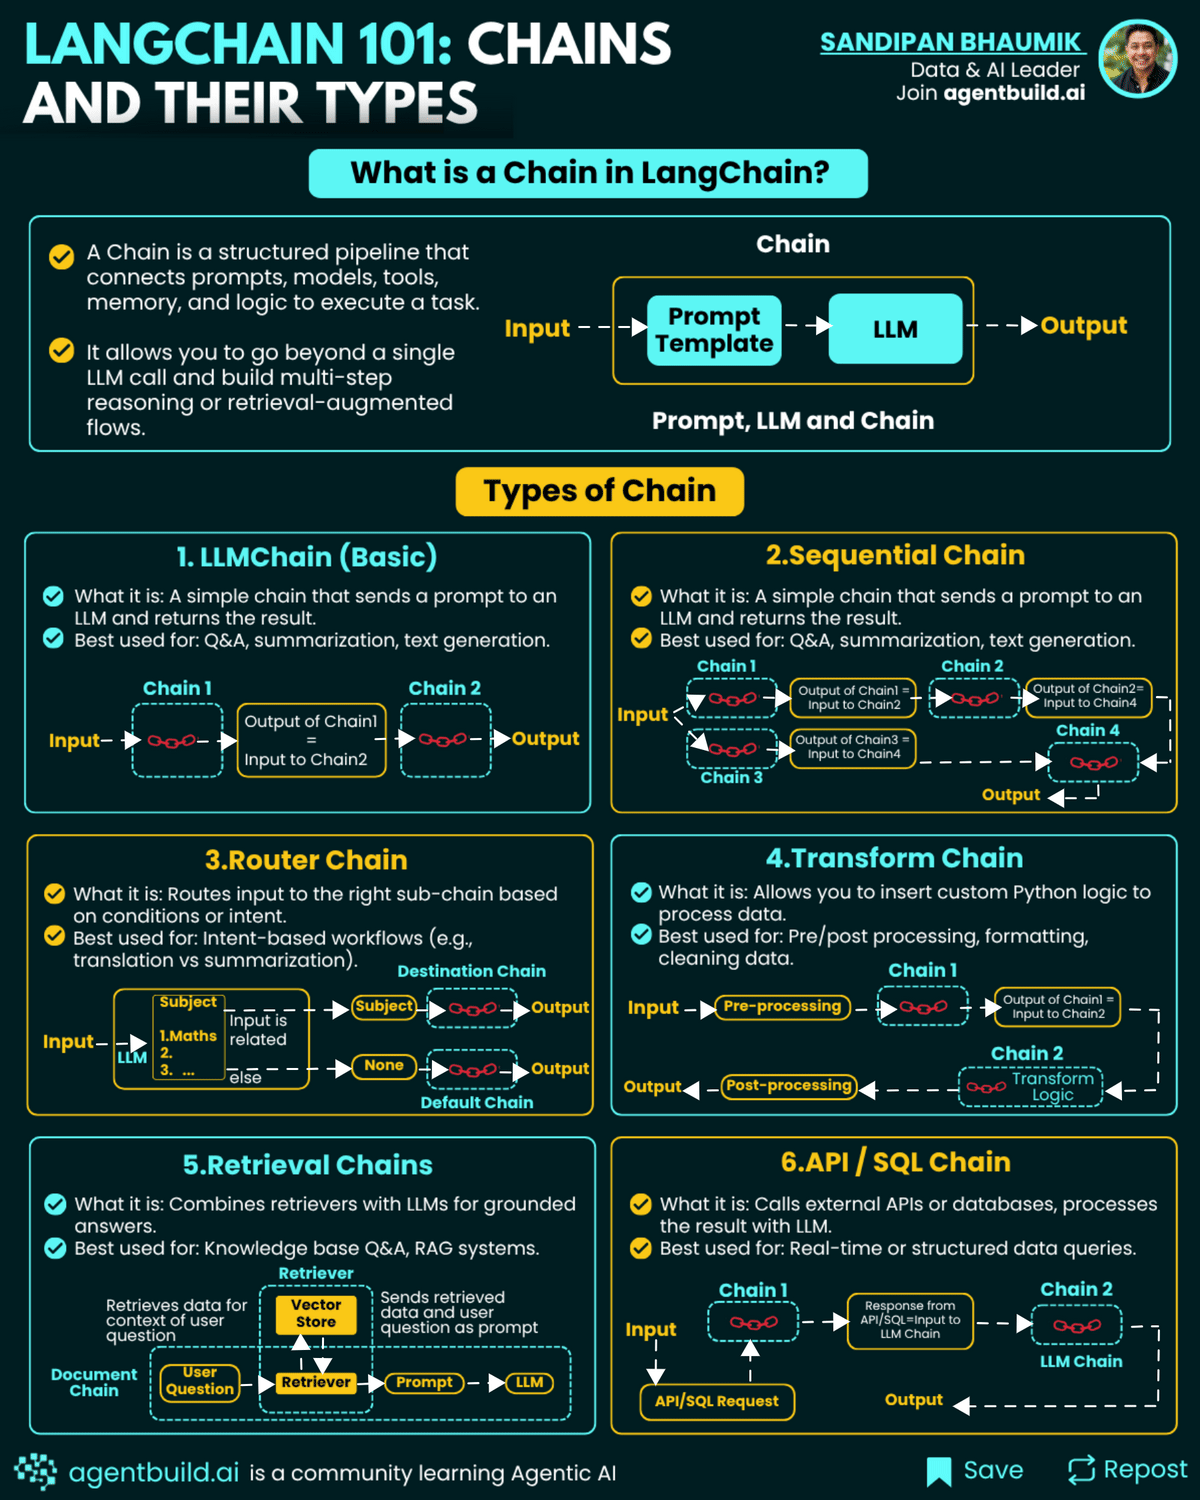 LANGCHAIN 101: CHAINS
AND THEIR TYPES
SANDIPAN BHAUMIK
Data & AI Leader
Join agentbuild.ai
What is a Chain in LangChain?
A Chain is a structured pipeline that
connects prompts, models, tools,
memory, and logic to execute a task.
It allows you to go beyond a single
LLM call and build multi-step
reasoning or retrieval-augmented
flows.
Chain
Input
Prompt
Template
LLM
Output
Prompt, LLM and Chain
Types of Chain
1. LLMChain (Basic)
What it is: A simple chain that sends a prompt to an
LLM and returns the result.
Best used for: Q&A, summarization, text generation.
Chain 1
Chain 2
Input
Output of Chain1
=
Input to Chain2
Output
2.Sequential Chain
What it is: A simple chain that sends a prompt to an
LLM and returns the result.
Best used for: Q&A, summarization, text generation.
Chain 1
Chain 2
Input
Output of Chain1 =
Input to Chain2
Output of Chain2=
Input to Chain4
Chain 3
Output of Chain3 =
Input to Chain4
Chain 4
Output
3.Router Chain
What it is: Routes input to the right sub-chain based
on conditions or intent.
Best used for: Intent-based workflows (e.g.,
translation vs summarization).
Destination Chain
Input
LLM
Subject
1.Maths
2.
3. ...
Input is
related
else
Subject
Output
None
Output
Default Chain
4.Transform Chain
What it is: Allows you to insert custom Python logic to
process data.
Best used for: Pre/post processing, formatting,
cleaning data.
Chain 1
Input
Pre-processing
Output of Chain1 =
Input to Chain2
Chain 2
Transform
Logic
Post-processing
Output
5.Retrieval Chains
What it is: Combines retrievers with LLMs for grounded
answers.
Best used for: Knowledge base Q&A, RAG systems.
Retriever
Retrieves data for
context of user
question
Vector
Store
Sends retrieved
data and user
question as prompt
Document
Chain
User
Question
Retriever
Prompt
LLM
6.API / SQL Chain
What it is: Calls external APIs or databases, processes
the result with LLM.
Best used for: Real-time or structured data queries.
Chain 1
Chain 2
Input
Response from
API/SQL=Input to
LLM Chain
LLM Chain
API/SQL Request
Output
agentbuild.ai is a community learning Agentic AI
Save
Repost